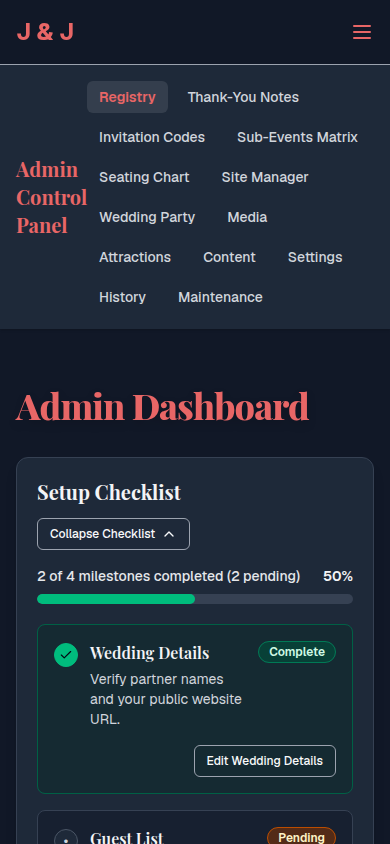 J & J
Admin
Control
Panel
Registry Thank-You Notes
Invitation Codes Sub-Events Matrix
Seating Chart Site Manager
Wedding Party Media
Attractions Content Settings
History Maintenance
Admin Dashboard
Setup Checklist
Collapse Checklist
2 of 4 milestones completed (2 pending) 50%
Wedding Details Complete
Verify partner names
and your public website
URL.
Edit Wedding Details
Guest List Pending